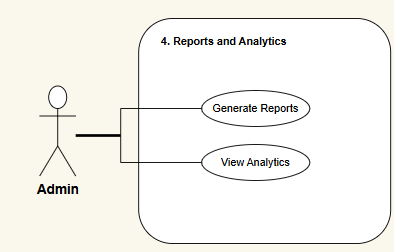 4. Reports and Analytics
Generate Reports
View Analytics
Admin